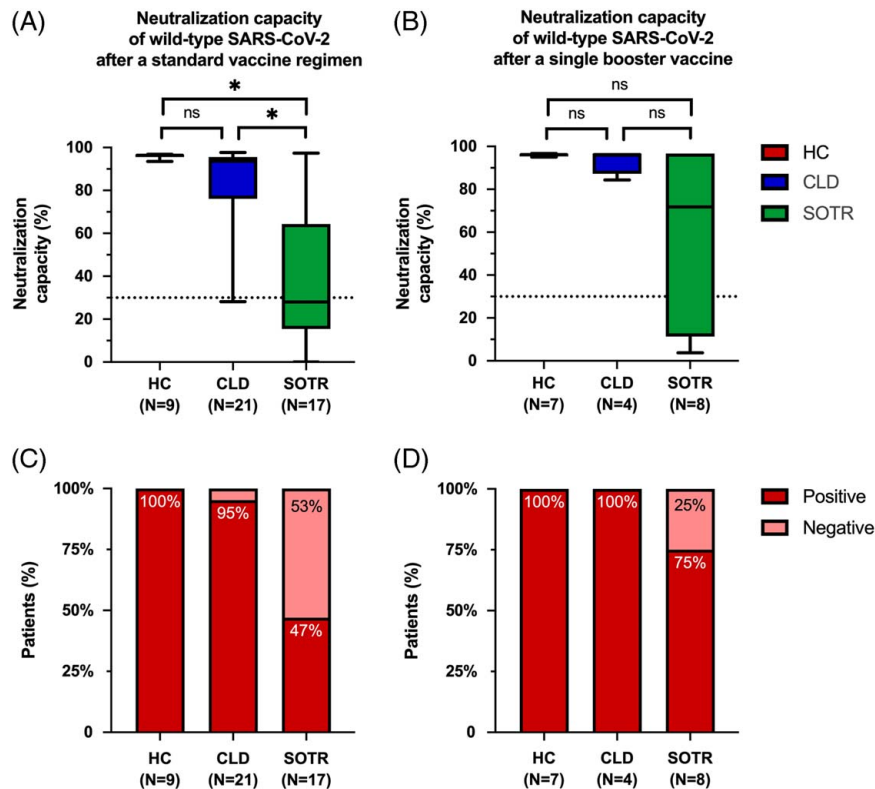 (A)
Neutralization capacity
of wild-type SARS-CoV-2
after a standard vaccine regimen
*
ns
*
100
80
60
40
20
0
Neutralization
capacity (%)
HC
(N=9)
CLD
(N=21)
SOTR
(N=17)
(B)
Neutralization capacity
of wild-type SARS-CoV-2
after a single booster vaccine
ns
ns
ns
100
80
60
40
20
0
Neutralization
capacity (%)
HC
(N=7)
CLD
(N=4)
SOTR
(N=8)
HC
CLD
SOTR
(C)
100%
75%
50%
25%
0
Patients (%)
100%
95%
53%
47%
HC
(N=9)
CLD
(N=21)
SOTR
(N=17)
(D)
100%
75%
50%
25%
0
Patients (%)
100%
100%
25%
75%
HC
(N=7)
CLD
(N=4)
SOTR
(N=8)
Positive
Negative